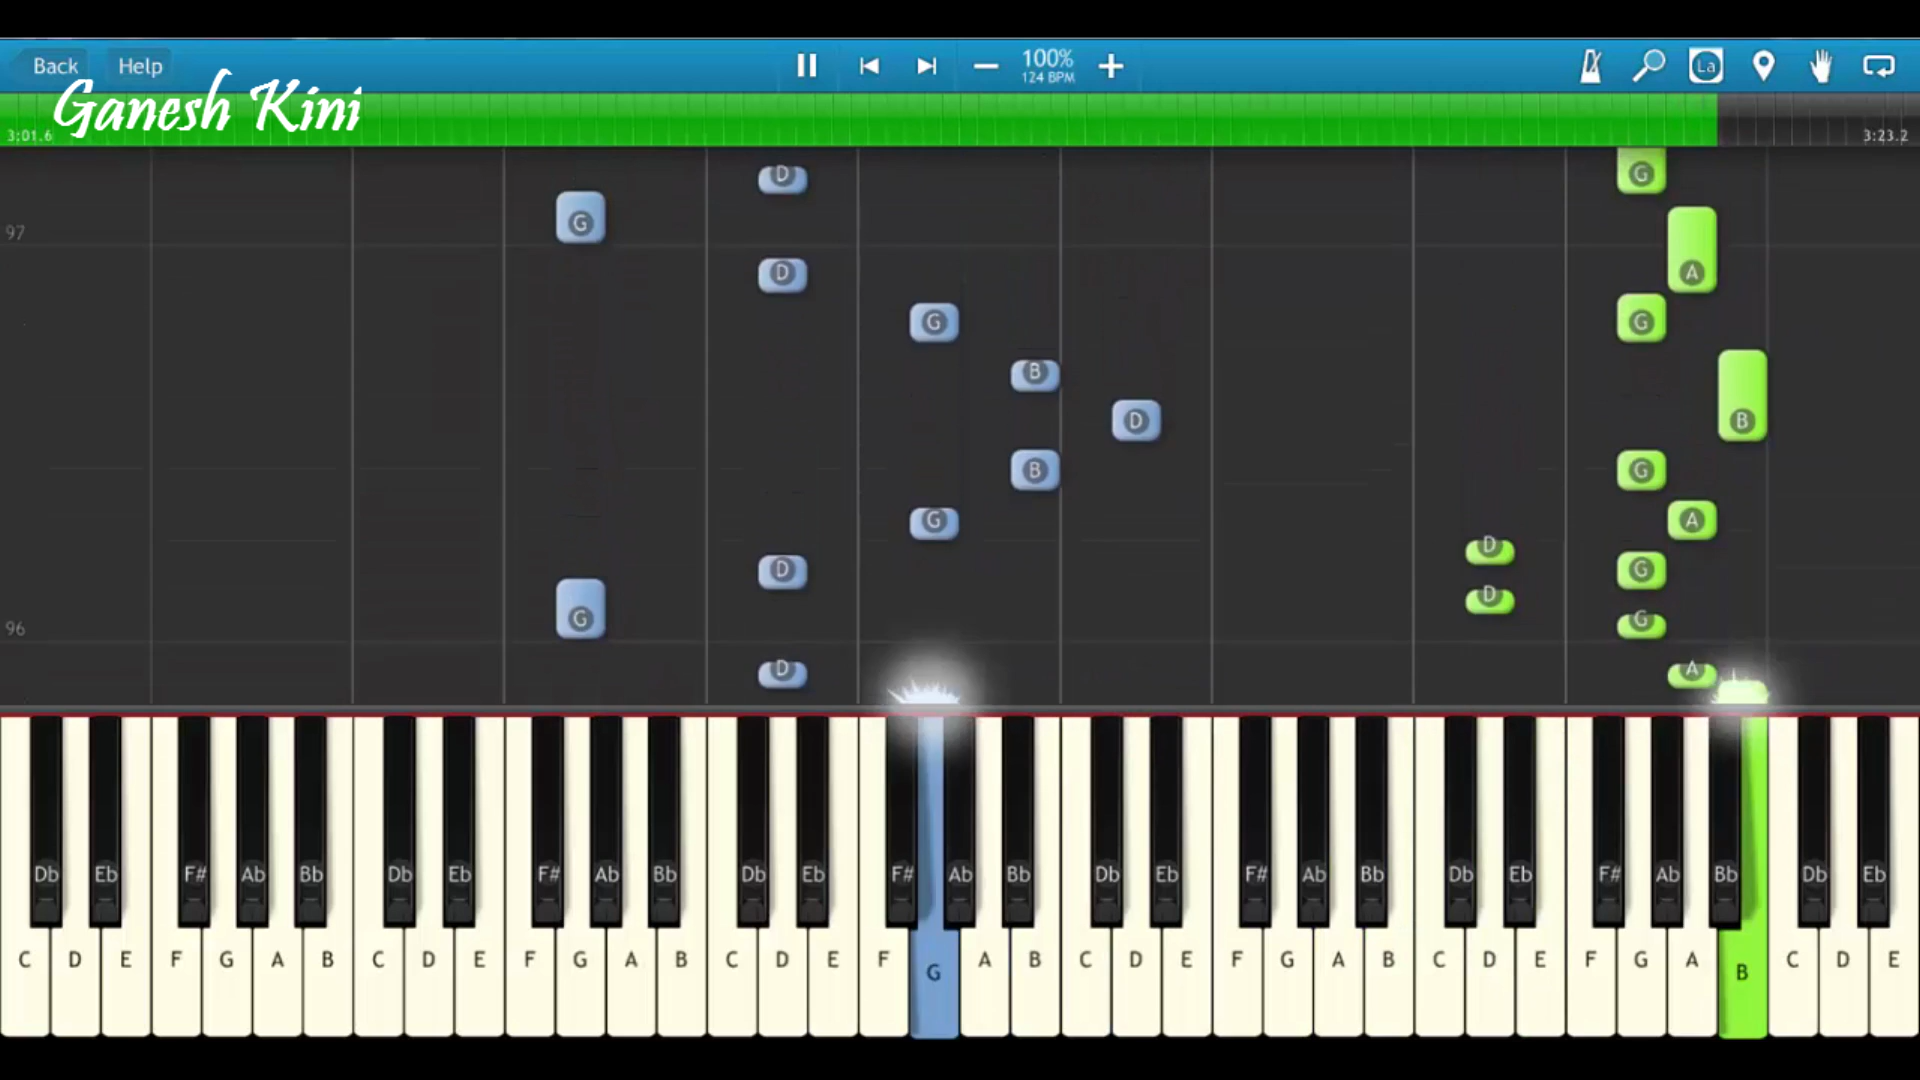 Back Help 100%
124 BPM La
Ganesh Kini
3:01.6 3:23.2
D G
G
97
D A
G G
B
D B
B G
G A
D
D G
D
G G
96
D A
Db Eb F# Ab Bb Db Eb F# Ab Bb Db Eb F# Ab Bb Db Eb F# Ab Bb Db Eb F# Ab Bb Db Eb
C D E F G A B C D E F G A B C D E F G A B C D E F G A B C D E F G A B C D E